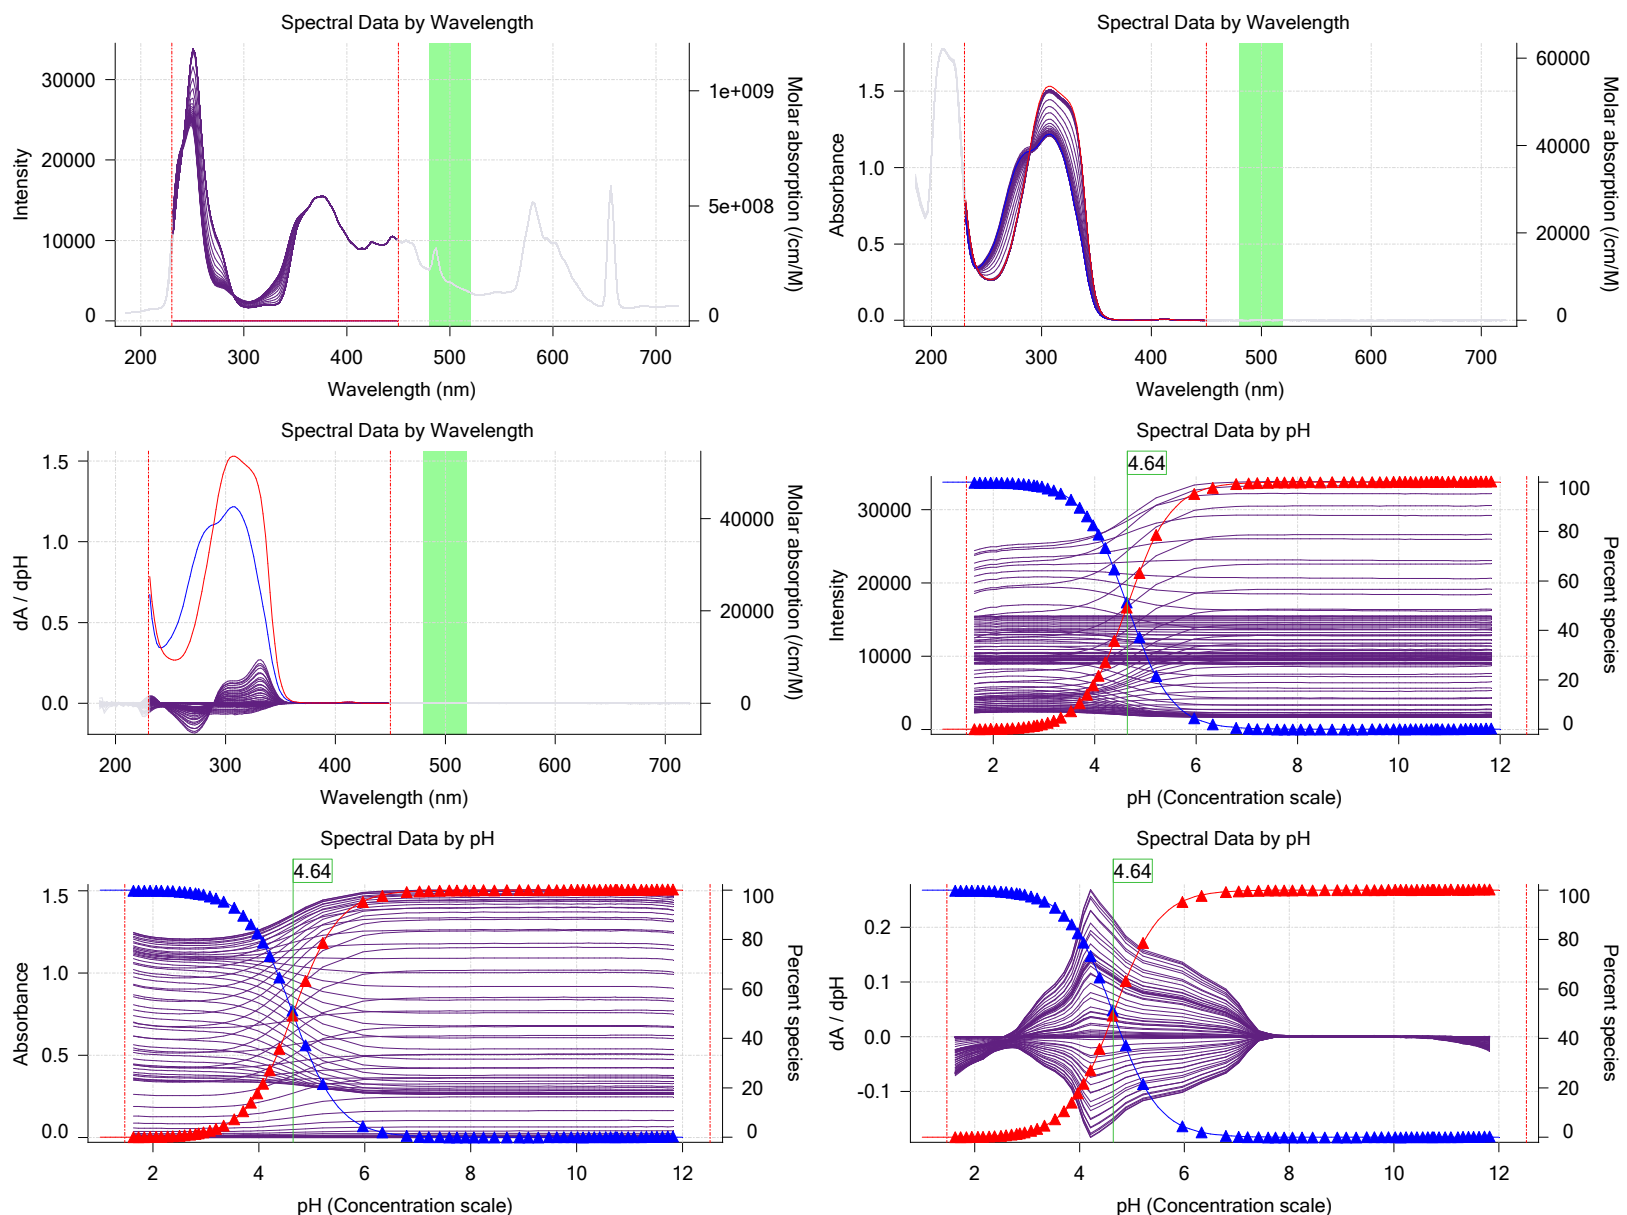 Spectral Data by Wavelength
Intensity
30000
20000
10000
0
1e+009
5e+008
0
Molar absorption (/cm/M)
200 300 400 500 600 700
Wavelength (nm)
Spectral Data by Wavelength
Absorbance
1.5
1.0
0.5
0.0
60000
40000
20000
0
Molar absorption (/cm/M)
200 300 400 500 600 700
Wavelength (nm)
Spectral Data by Wavelength
dA / dpH
1.5
1.0
0.5
0.0
40000
20000
0
Molar absorption (/cm/M)
200 300 400 500 600 700
Wavelength (nm)
Spectral Data by pH
4.64
Intensity
30000
20000
10000
0
100
80
60
40
20
0
Percent species
2 4 6 8 10 12
pH (Concentration scale)
Spectral Data by pH
4.64
Absorbance
1.5
1.0
0.5
0.0
100
80
60
40
20
0
Percent species
2 4 6 8 10 12
pH (Concentration scale)
Spectral Data by pH
4.64
dA / dpH
0.2
0.1
0.0
-0.1
100
80
60
40
20
0
Percent species
2 4 6 8 10 12
pH (Concentration scale)